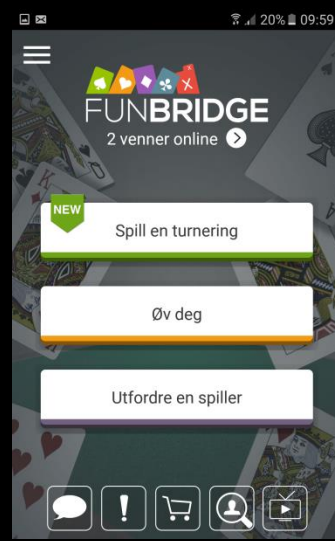 20% 09:59
FUNBRIDGE
2 venner online
NEW
Spill en turnering
Øv deg
Utfordre en spiller